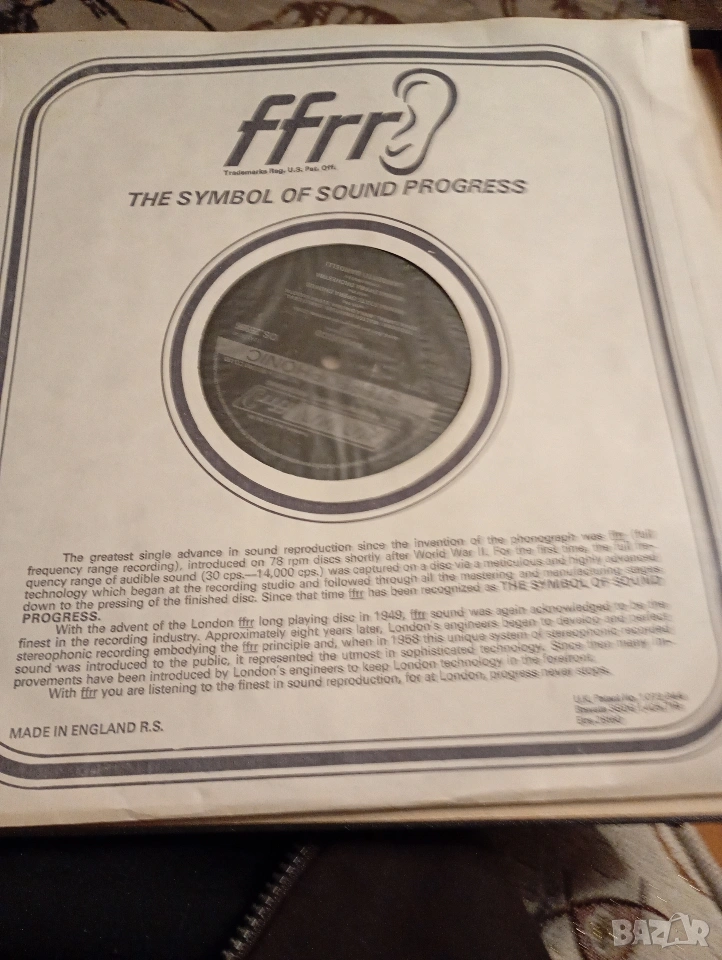 ffrr
Trademarks Reg. U.S. Pat. Off.
THE SYMBOL OF SOUND PROGRESS
The greatest single advance in sound reproduction since the invention of the phonograph was ffrr (full
frequency range recording), introduced on 78 rpm discs shortly after World War II. For the first time, the full fre-
quency range of audible sound (30 cps.—14,000 cps.) was captured on a disc via a meticulous and highly advanced
technology which began at the recording studio and followed through all the mastering and manufacturing stages
down to the pressing of the finished disc. Since that time ffrr has been recognized as THE SYMBOL OF SOUND
PROGRESS.
With the advent of the London ffrr long playing disc in 1949, ffrr sound was again acknowledged to be the
finest in the recording industry. Approximately eight years later, London's engineers began to develop and perfect
stereophonic recording embodying the ffrr principle and, when in 1958 this unique system of stereophonic recorded
sound was introduced to the public, it represented the utmost in sophisticated technology. Since then many im-
provements have been introduced by London's engineers to keep London technology in the forefront.
With ffrr you are listening to the finest in sound reproduction, for at London, progress never stops.
MADE IN ENGLAND R.S.
BAZAR